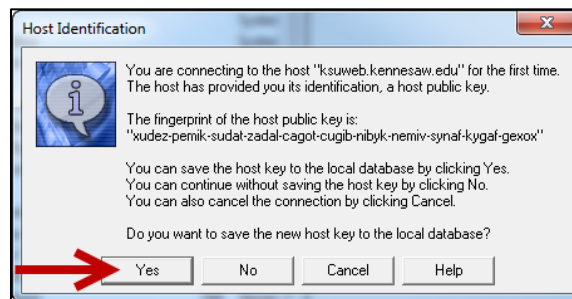 Host Identification
You are connecting to the host "ksuweb.kennesaw.edu" for the first time.
The host has provided you its identification, a host public key.
The fingerprint of the host public key is:
"xudez-pemik-sudat-zadal-cagot-cugib-nibyk-nemiv-synaf-kygaf-gexox"
You can save the host key to the local database by clicking Yes.
You can continue without saving the host key by clicking No.
You can also cancel the connection by clicking Cancel.
Do you want to save the new host key to the local database?
Yes No Cancel Help